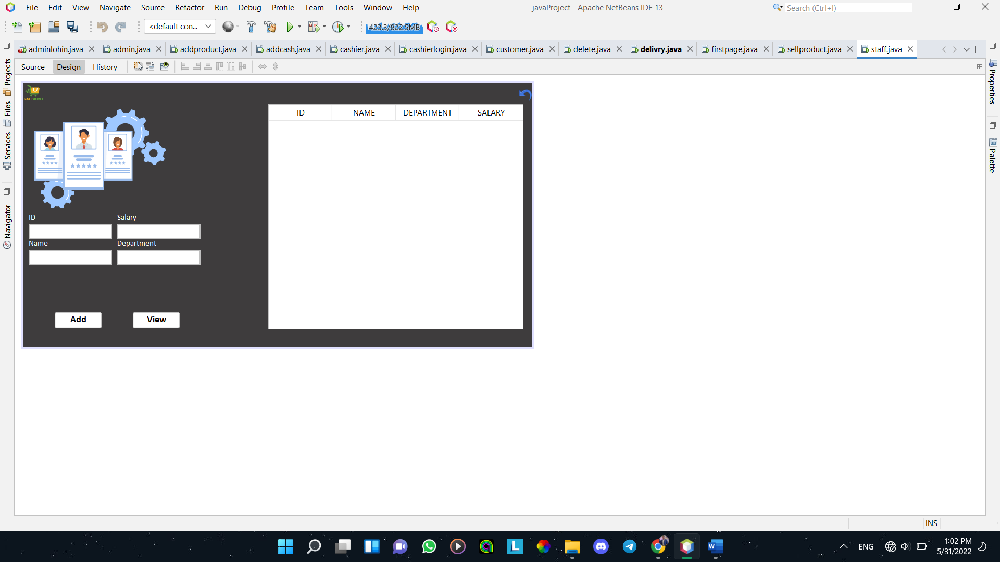 File Edit View Navigate Source Refactor Run Debug Profile Team Tools Window Help
javaProject - Apache NetBeans IDE 13
Search (Ctrl+I)
<default con...
423.3/822.5MB
adminlohin.java admin.java addproduct.java addcash.java cashier.java cashierlogin.java customer.java delete.java delivry.java firstpage.java sellproduct.java staff.java
Source Design History
Projects
Files
Services
Navigator
Properties
Palette
SUPERMARKET
ID NAME DEPARTMENT SALARY
ID Salary
Name Department
Add View
INS
ENG
1:02 PM
5/31/2022